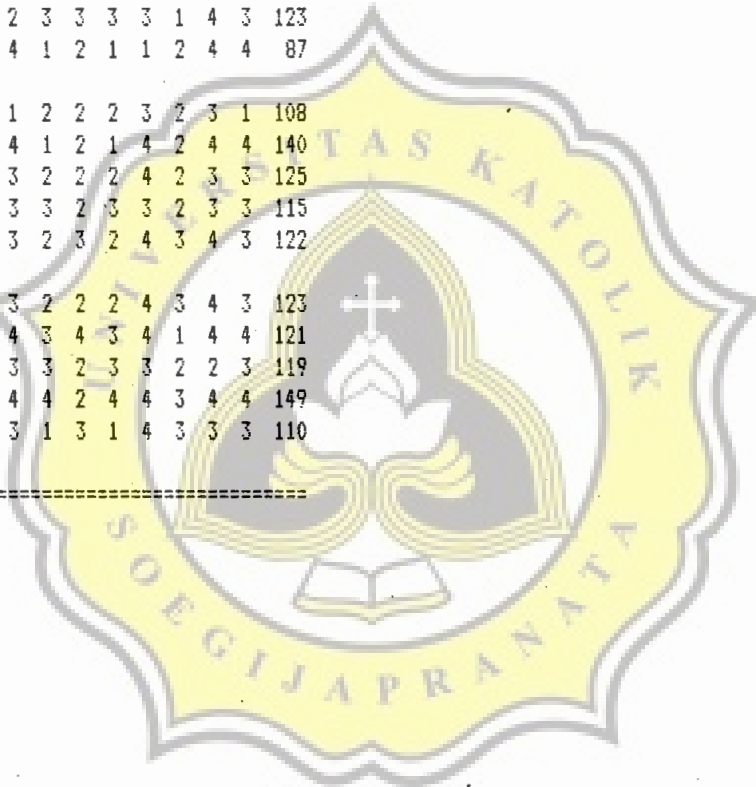 2 3 3 3 3 1 4 3 123
4 1 2 1 1 2 4 4 87
1 2 2 2 3 2 3 1 108
4 1 2 1 4 2 4 4 140
3 2 2 2 4 2 3 3 125
3 3 2 3 3 2 3 3 115
3 2 3 2 4 3 4 3 122
3 2 2 2 4 3 4 3 123
4 3 4 3 4 1 4 4 121
3 3 2 3 3 2 2 3 119
4 4 2 4 4 3 4 4 149
3 1 3 1 4 3 3 3 110
UNIVERSITAS KATOLIK
SOEGIJAPRANATA